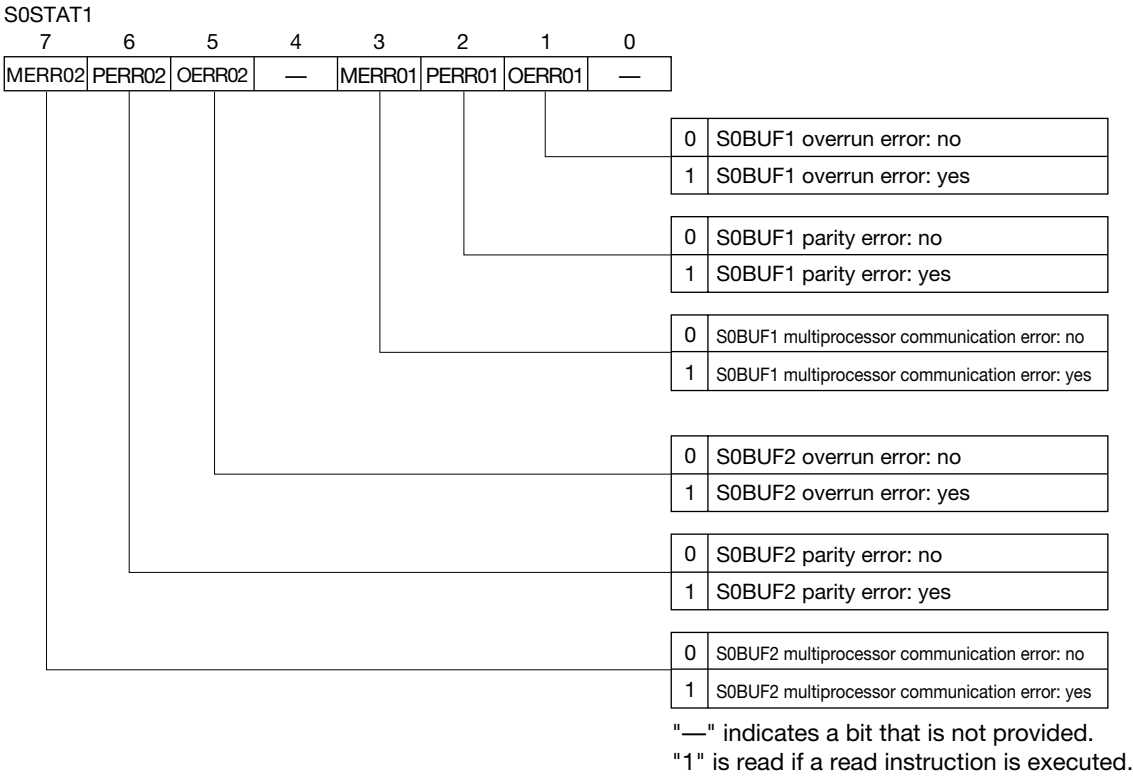 S0STAT1
7 6 5 4 3 2 1 0
MERR02 PERR02 OERR02 — MERR01 PERR01 OERR01 —
0 S0BUF1 overrun error: no
1 S0BUF1 overrun error: yes
0 S0BUF1 parity error: no
1 S0BUF1 parity error: yes
0 S0BUF1 multiprocessor communication error: no
1 S0BUF1 multiprocessor communication error: yes
0 S0BUF2 overrun error: no
1 S0BUF2 overrun error: yes
0 S0BUF2 parity error: no
1 S0BUF2 parity error: yes
0 S0BUF2 multiprocessor communication error: no
1 S0BUF2 multiprocessor communication error: yes
"—" indicates a bit that is not provided.
"1" is read if a read instruction is executed.